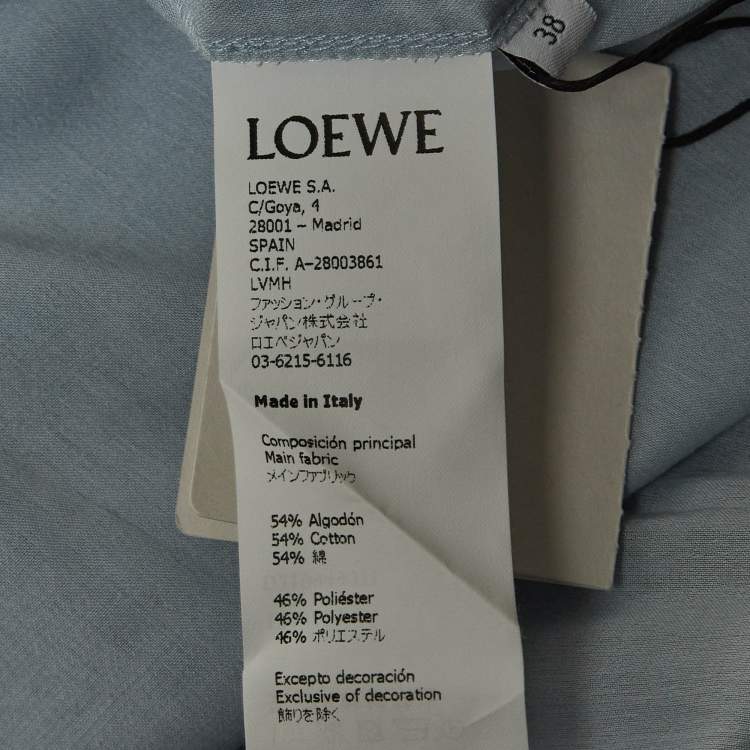 38
LOEWE
LOEWE S.A.
C/Goya, 4
28001 – Madrid
SPAIN
C.I.F. A-28003861
LVMH
ファッション・グループ・
ジャパン株式会社
ロエベジャパン
03-6215-6116
Made in Italy
Composición principal
Main fabric
メインファブリック
54% Algodón
54% Cotton
54% 綿
46% Poliéster
46% Polyester
46% ポリエステル
Excepto decoración
Exclusive of decoration
飾りを除く